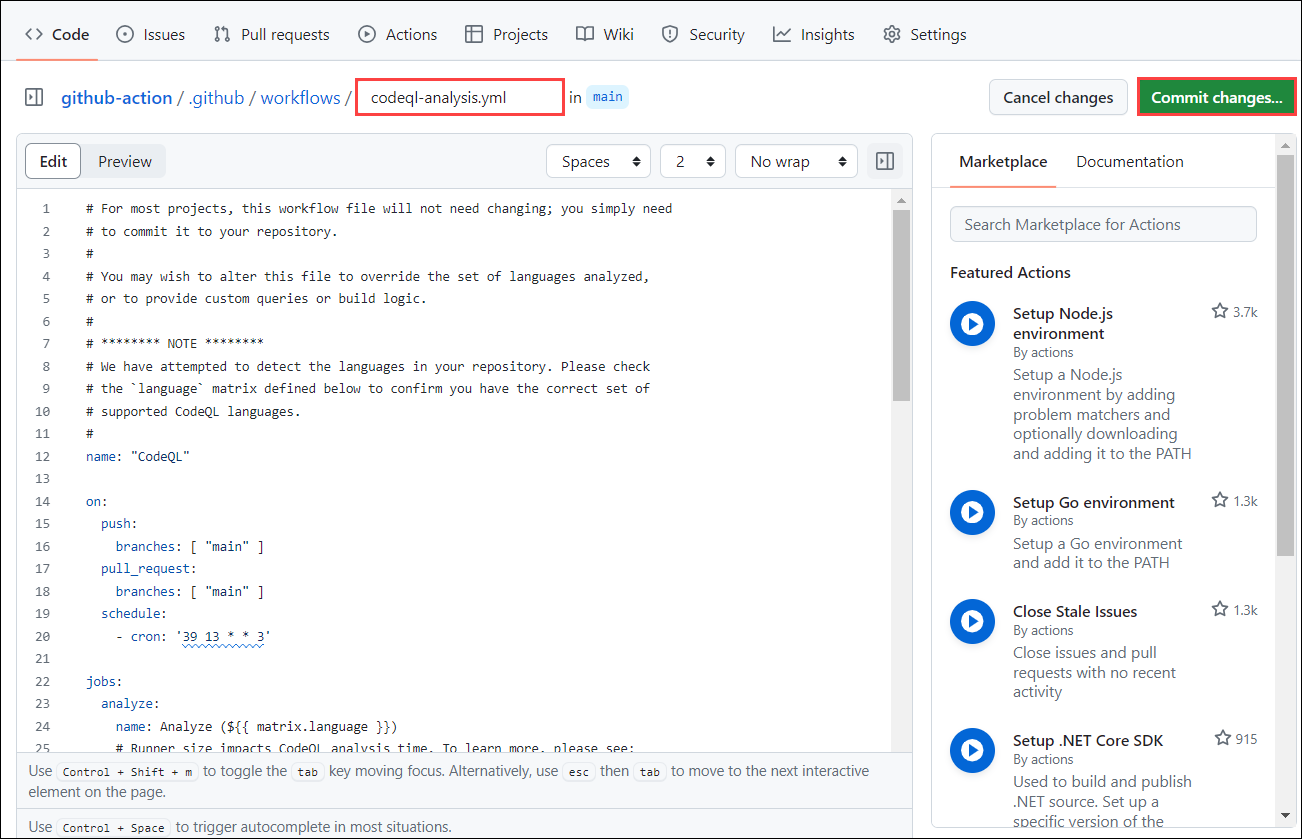 Code Issues Pull requests Actions Projects Wiki Security Insights Settings
github-action / .github / workflows / codeql-analysis.yml in main Cancel changes Commit changes...
Edit Preview Spaces 2 No wrap
1 # For most projects, this workflow file will not need changing; you simply need
2 # to commit it to your repository.
3 #
4 # You may wish to alter this file to override the set of languages analyzed,
5 # or to provide custom queries or build logic.
6 #
7 # ******** NOTE ********
8 # We have attempted to detect the languages in your repository. Please check
9 # the `language` matrix defined below to confirm you have the correct set of
10 # supported CodeQL languages.
11 #
12 name: "CodeQL"
13
14 on:
15   push:
16     branches: [ "main" ]
17   pull_request:
18     branches: [ "main" ]
19   schedule:
20     - cron: '39 13 * * 3'
21
22 jobs:
23   analyze:
24     name: Analyze (${{ matrix.language }})
25     # Runner size impacts CodeQL analysis time. To learn more, please see:
Use Control + Shift + m to toggle the tab key moving focus. Alternatively, use esc then tab to move to the next interactive
element on the page.
Use Control + Space to trigger autocomplete in most situations.
Marketplace Documentation
Search Marketplace for Actions
Featured Actions
Setup Node.js 3.7k
environment
By actions
Setup a Node.js
environment by adding
problem matchers and
optionally downloading
and adding it to the PATH
Setup Go environment 1.3k
By actions
Setup a Go environment
and add it to the PATH
Close Stale Issues 1.3k
By actions
Close issues and pull
requests with no recent
activity
Setup .NET Core SDK 915
By actions
Used to build and publish
.NET source. Set up a
specific version of the